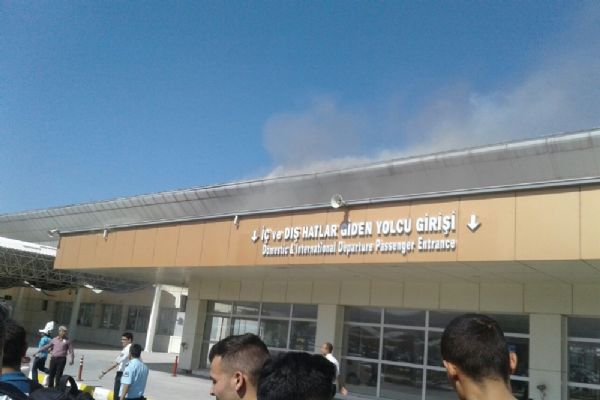 İÇ ve DIŞ HATLAR GİDEN YOLCU GİRİŞİ
Domestic & International Departure Passenger Entrance